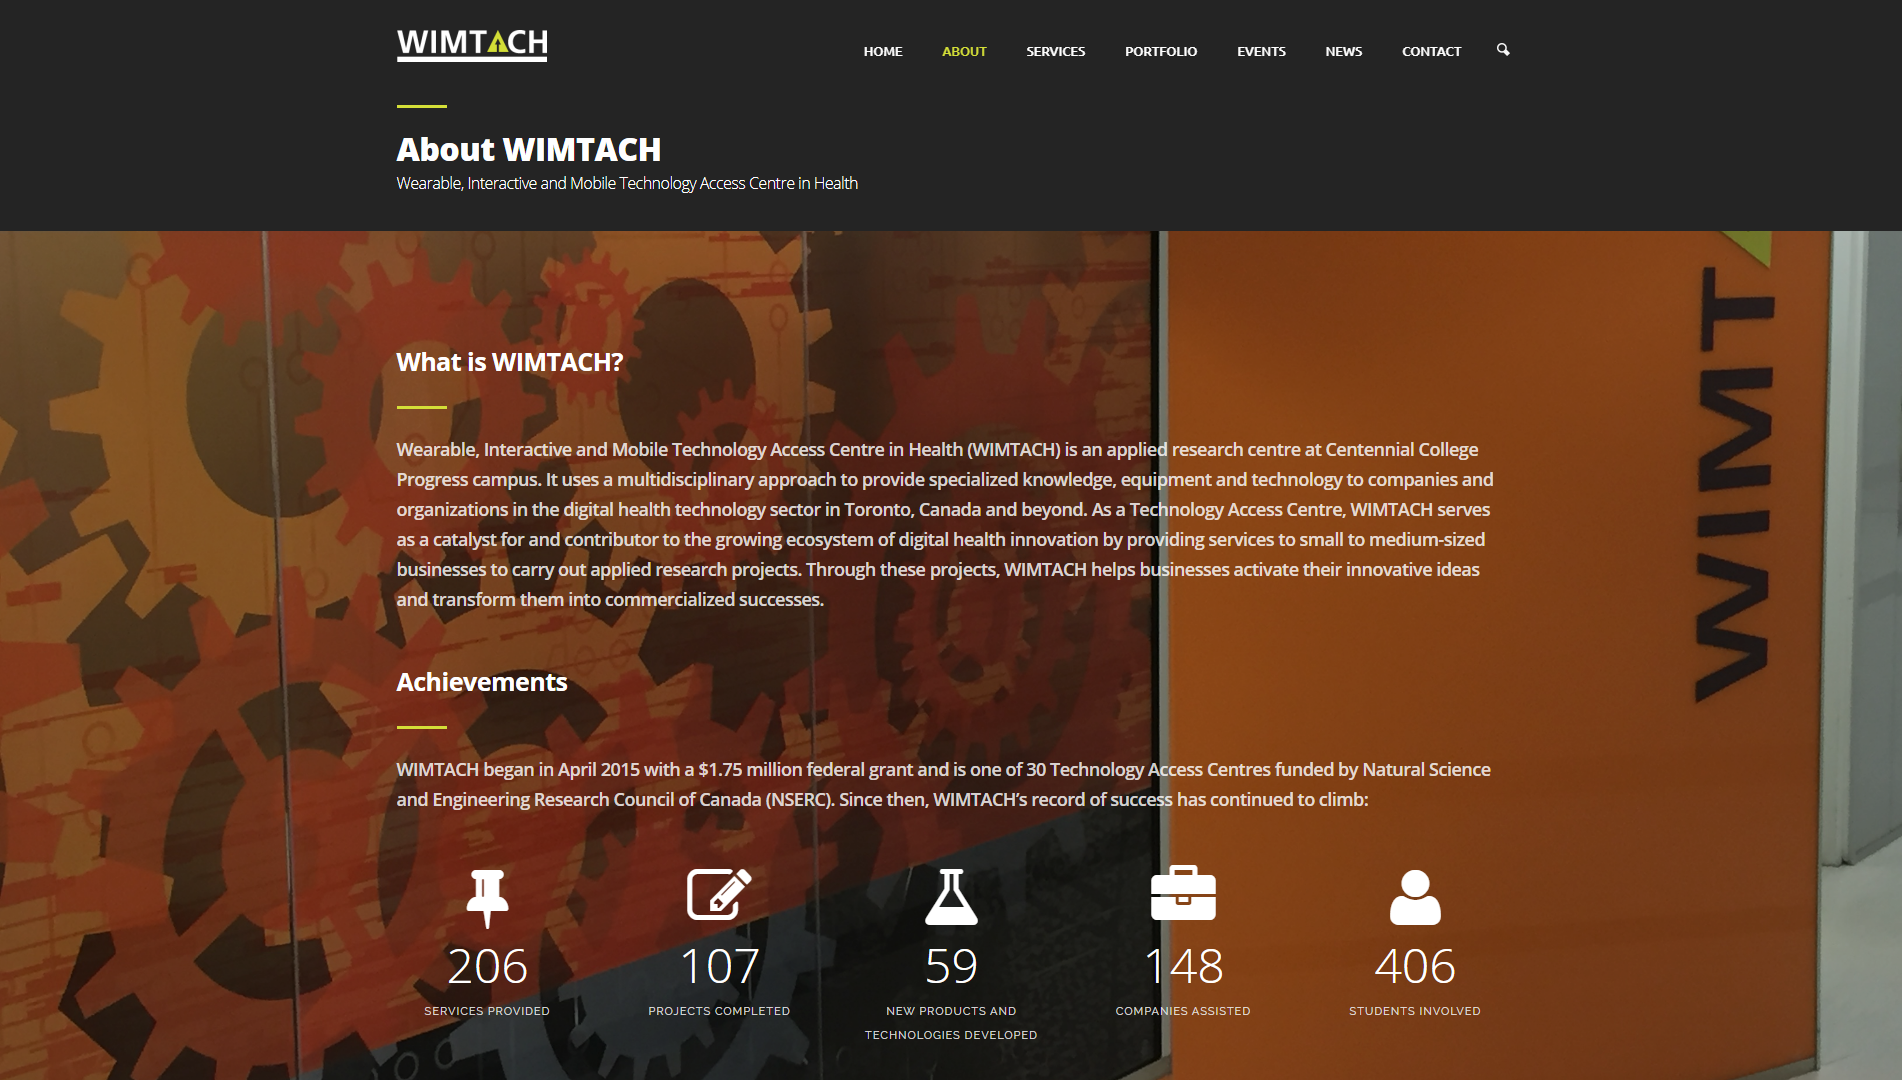 WIMTACH
HOME ABOUT SERVICES PORTFOLIO EVENTS NEWS CONTACT
About WIMTACH
Wearable, Interactive and Mobile Technology Access Centre in Health
WIMT
What is WIMTACH?
Wearable, Interactive and Mobile Technology Access Centre in Health (WIMTACH) is an applied research centre at Centennial College
Progress campus. It uses a multidisciplinary approach to provide specialized knowledge, equipment and technology to companies and
organizations in the digital health technology sector in Toronto, Canada and beyond. As a Technology Access Centre, WIMTACH serves
as a catalyst for and contributor to the growing ecosystem of digital health innovation by providing services to small to medium-sized
businesses to carry out applied research projects. Through these projects, WIMTACH helps businesses activate their innovative ideas
and transform them into commercialized successes.
Achievements
WIMTACH began in April 2015 with a $1.75 million federal grant and is one of 30 Technology Access Centres funded by Natural Science
and Engineering Research Council of Canada (NSERC). Since then, WIMTACH’s record of success has continued to climb:
206
SERVICES PROVIDED
107
PROJECTS COMPLETED
59
NEW PRODUCTS AND
TECHNOLOGIES DEVELOPED
148
COMPANIES ASSISTED
406
STUDENTS INVOLVED